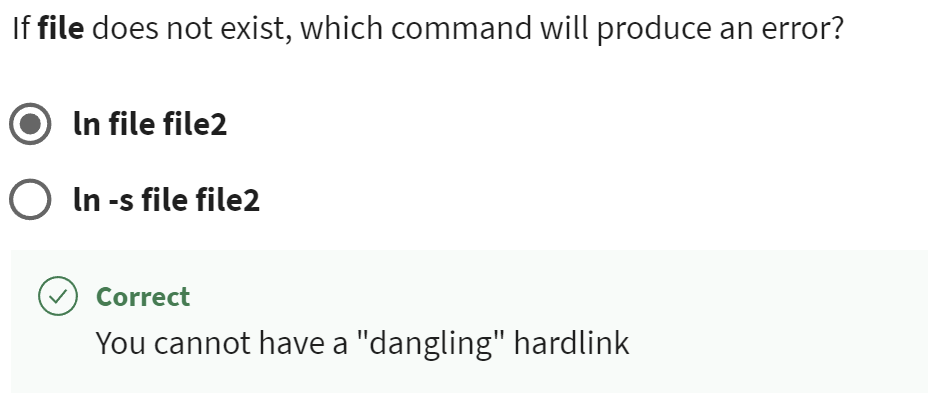 If file does not exist, which command will produce an error?
ln file file2
ln -s file file2
Correct
You cannot have a "dangling" hardlink